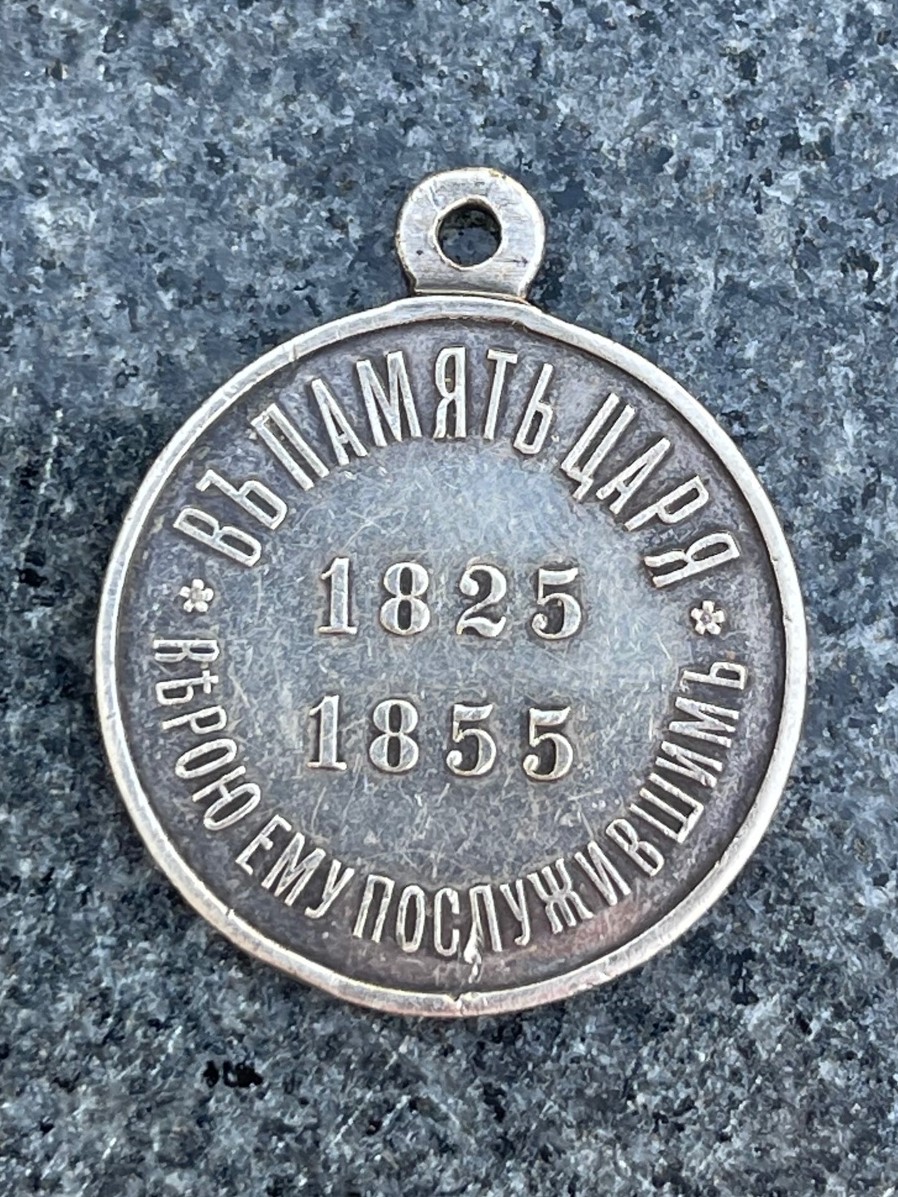 ВЪ ПАМЯТЬ ЦАРЯ
1825
1855
ВѢРОЮ ЕМУ ПОСЛУЖИВШИМЪ